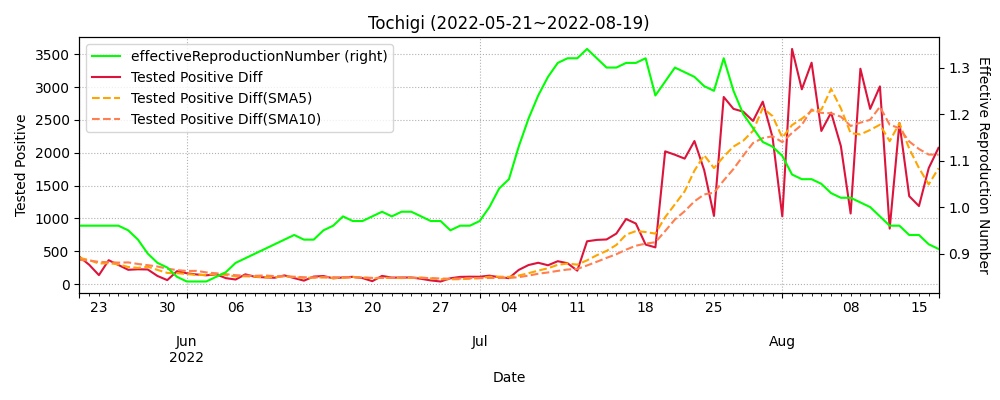 Tochigi (2022-05-21~2022-08-19)
effectiveReproductionNumber (right)
Tested Positive Diff
Tested Positive Diff(SMA5)
Tested Positive Diff(SMA10)
Tested Positive
3500
3000
2500
2000
1500
1000
500
0
1.3
1.2
1.1
1.0
0.9
Effective Reproduction Number
23 30 06 13 20 27 04 11 18 25 08 15
Jun Jul Aug
2022
Date